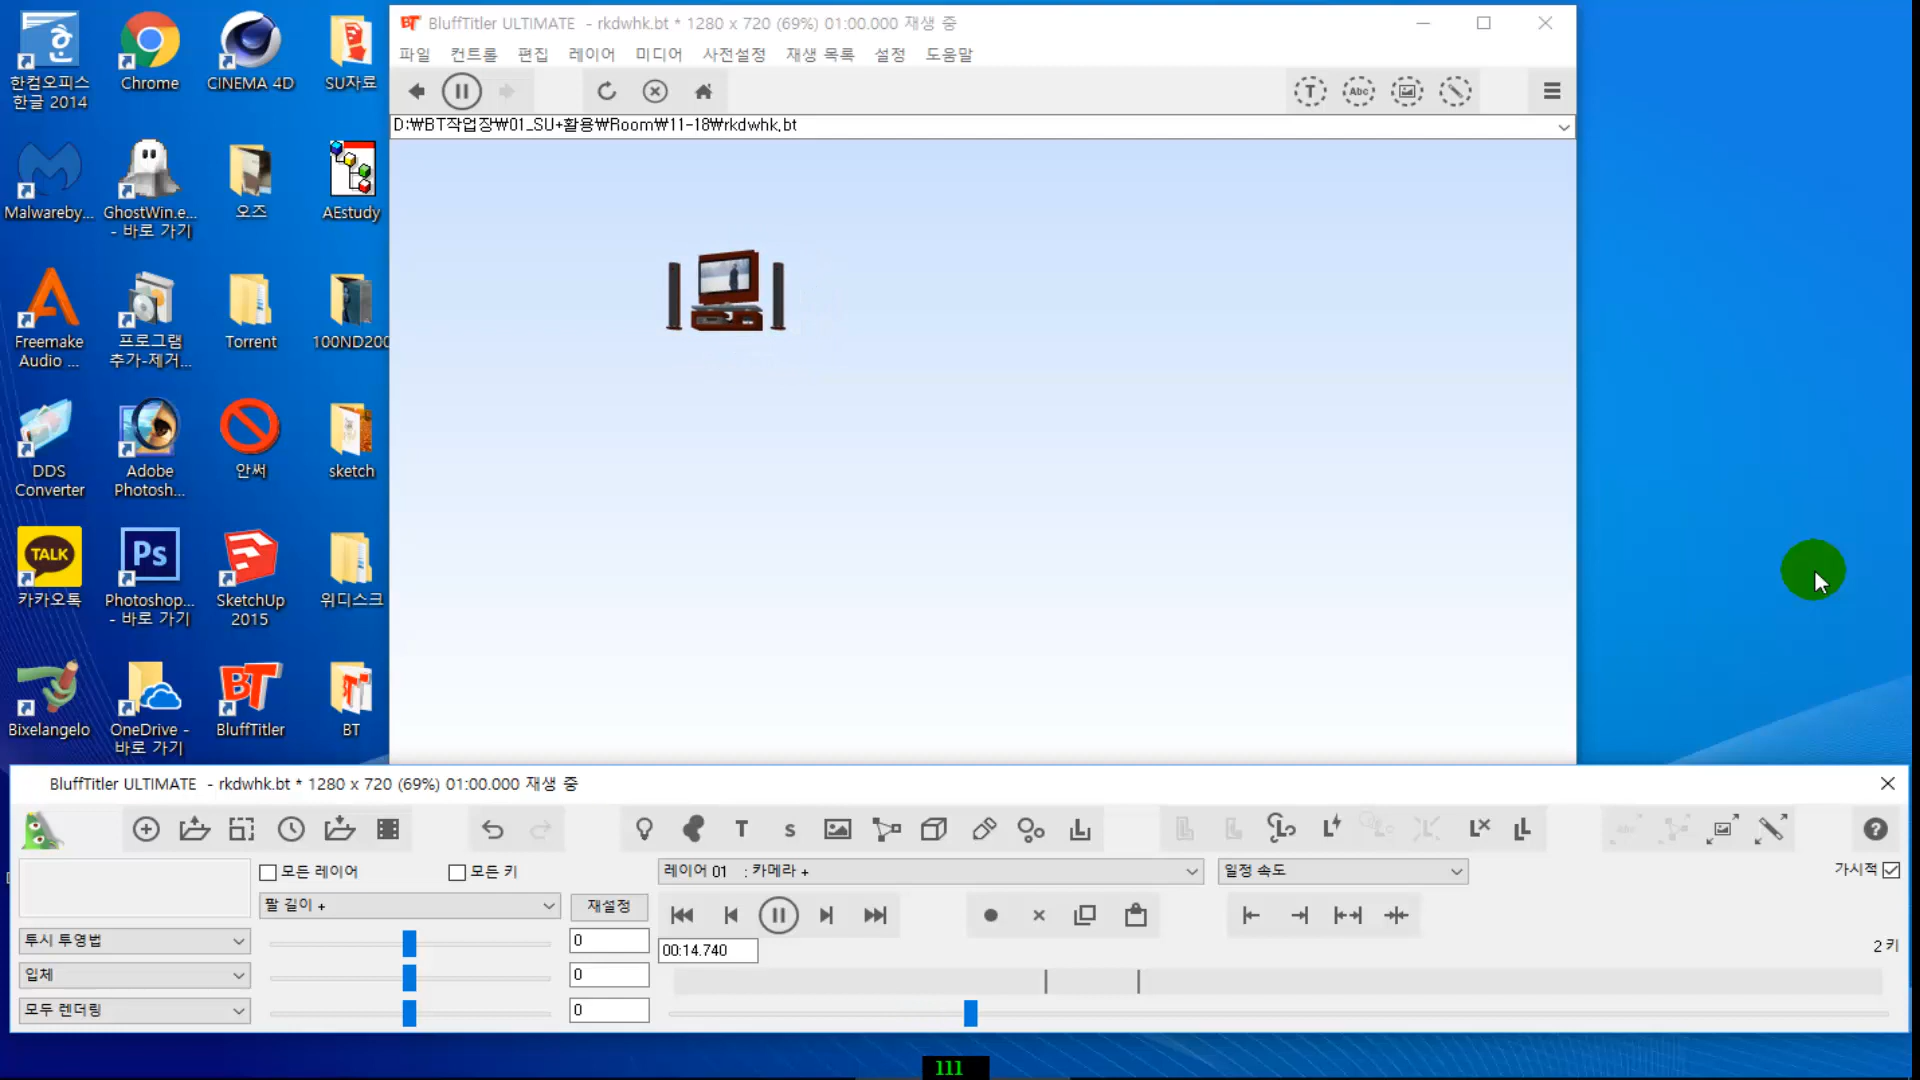 한컴오피스
한글 2014
Chrome
CINEMA 4D
SU자료
Malwareby...
GhostWin.e...
- 바로 가기
오즈
AEstudy
Freemake
Audio ...
프로그램
추가-제거...
Torrent
100ND200
DDS
Converter
Adobe
Photosh...
안써
sketch
TALK
카카오톡
Ps
Photoshop...
- 바로 가기
SketchUp
2015
위디스크
Bixelangelo
OneDrive -
바로 가기
BT
BluffTitler
BT
BT BluffTitler ULTIMATE - rkdwhk.bt * 1280 x 720 (69%) 01:00.000 재생 중
파일 컨트롤 편집 레이어 미디어 사전설정 재생 목록 설정 도움말
T Abc
D:₩BT작업장₩01_SU+활용₩Room₩11-18₩rkdwhk.bt
BluffTitler ULTIMATE - rkdwhk.bt * 1280 x 720 (69%) 01:00.000 재생 중
T S
모든 레이어 모든 키 레이어 01 : 카메라 + 일정 속도 가시적
팔 길이 + 재설정
투시 투영법 0 00:14.740 2 키
입체 0
모두 렌더링 0
111